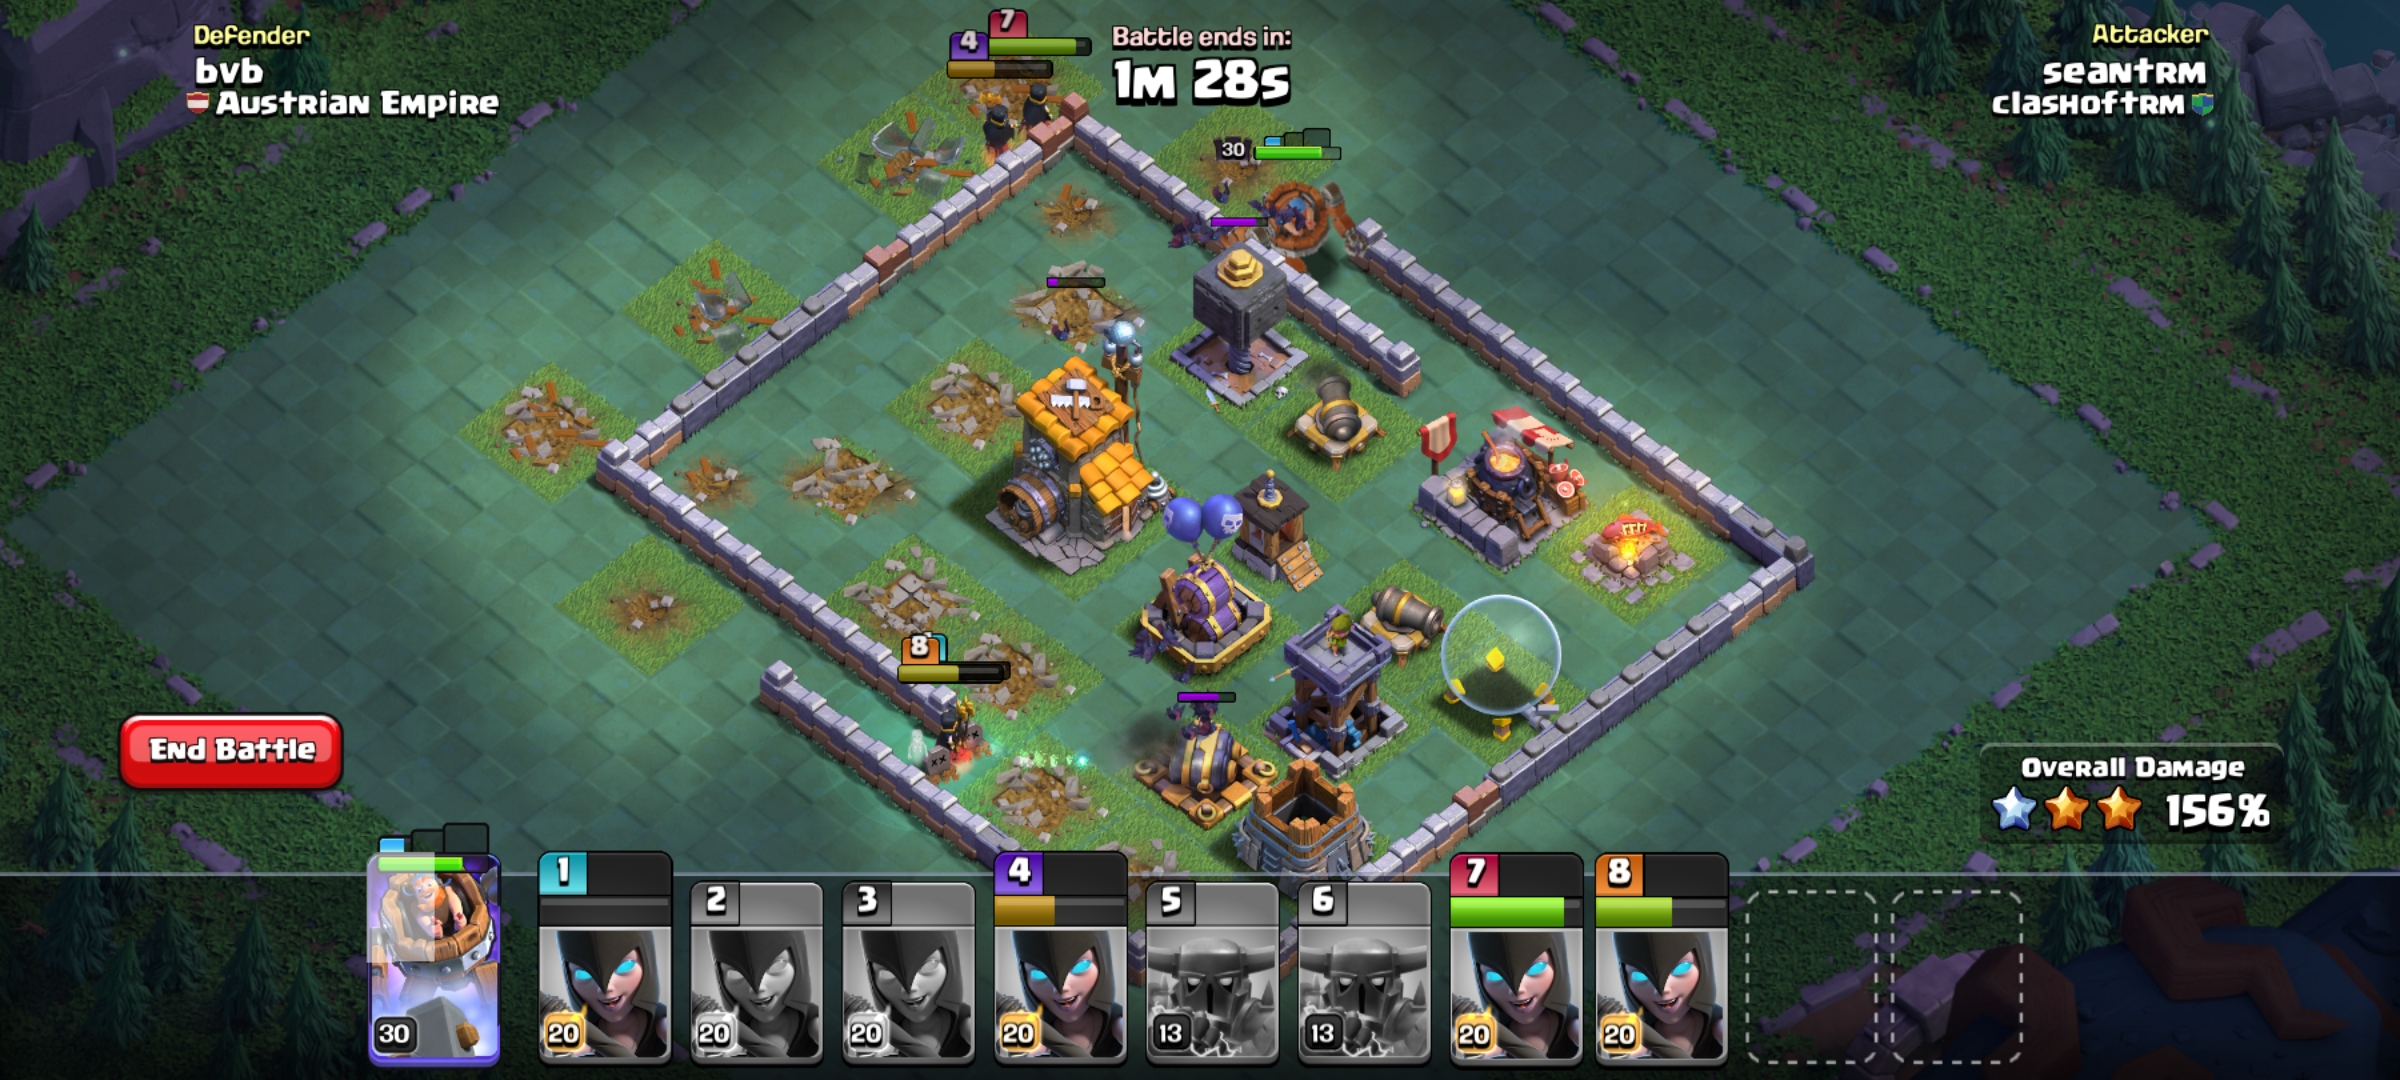 Defender
bvb
Austrian Empire
7
4
Battle ends in:
1M 28s
Attacker
seantRM
clashoftRM
30
8
End Battle
Overall Damage
156%
30
1
20
2
20
3
20
4
20
5
13
6
13
7
20
8
20